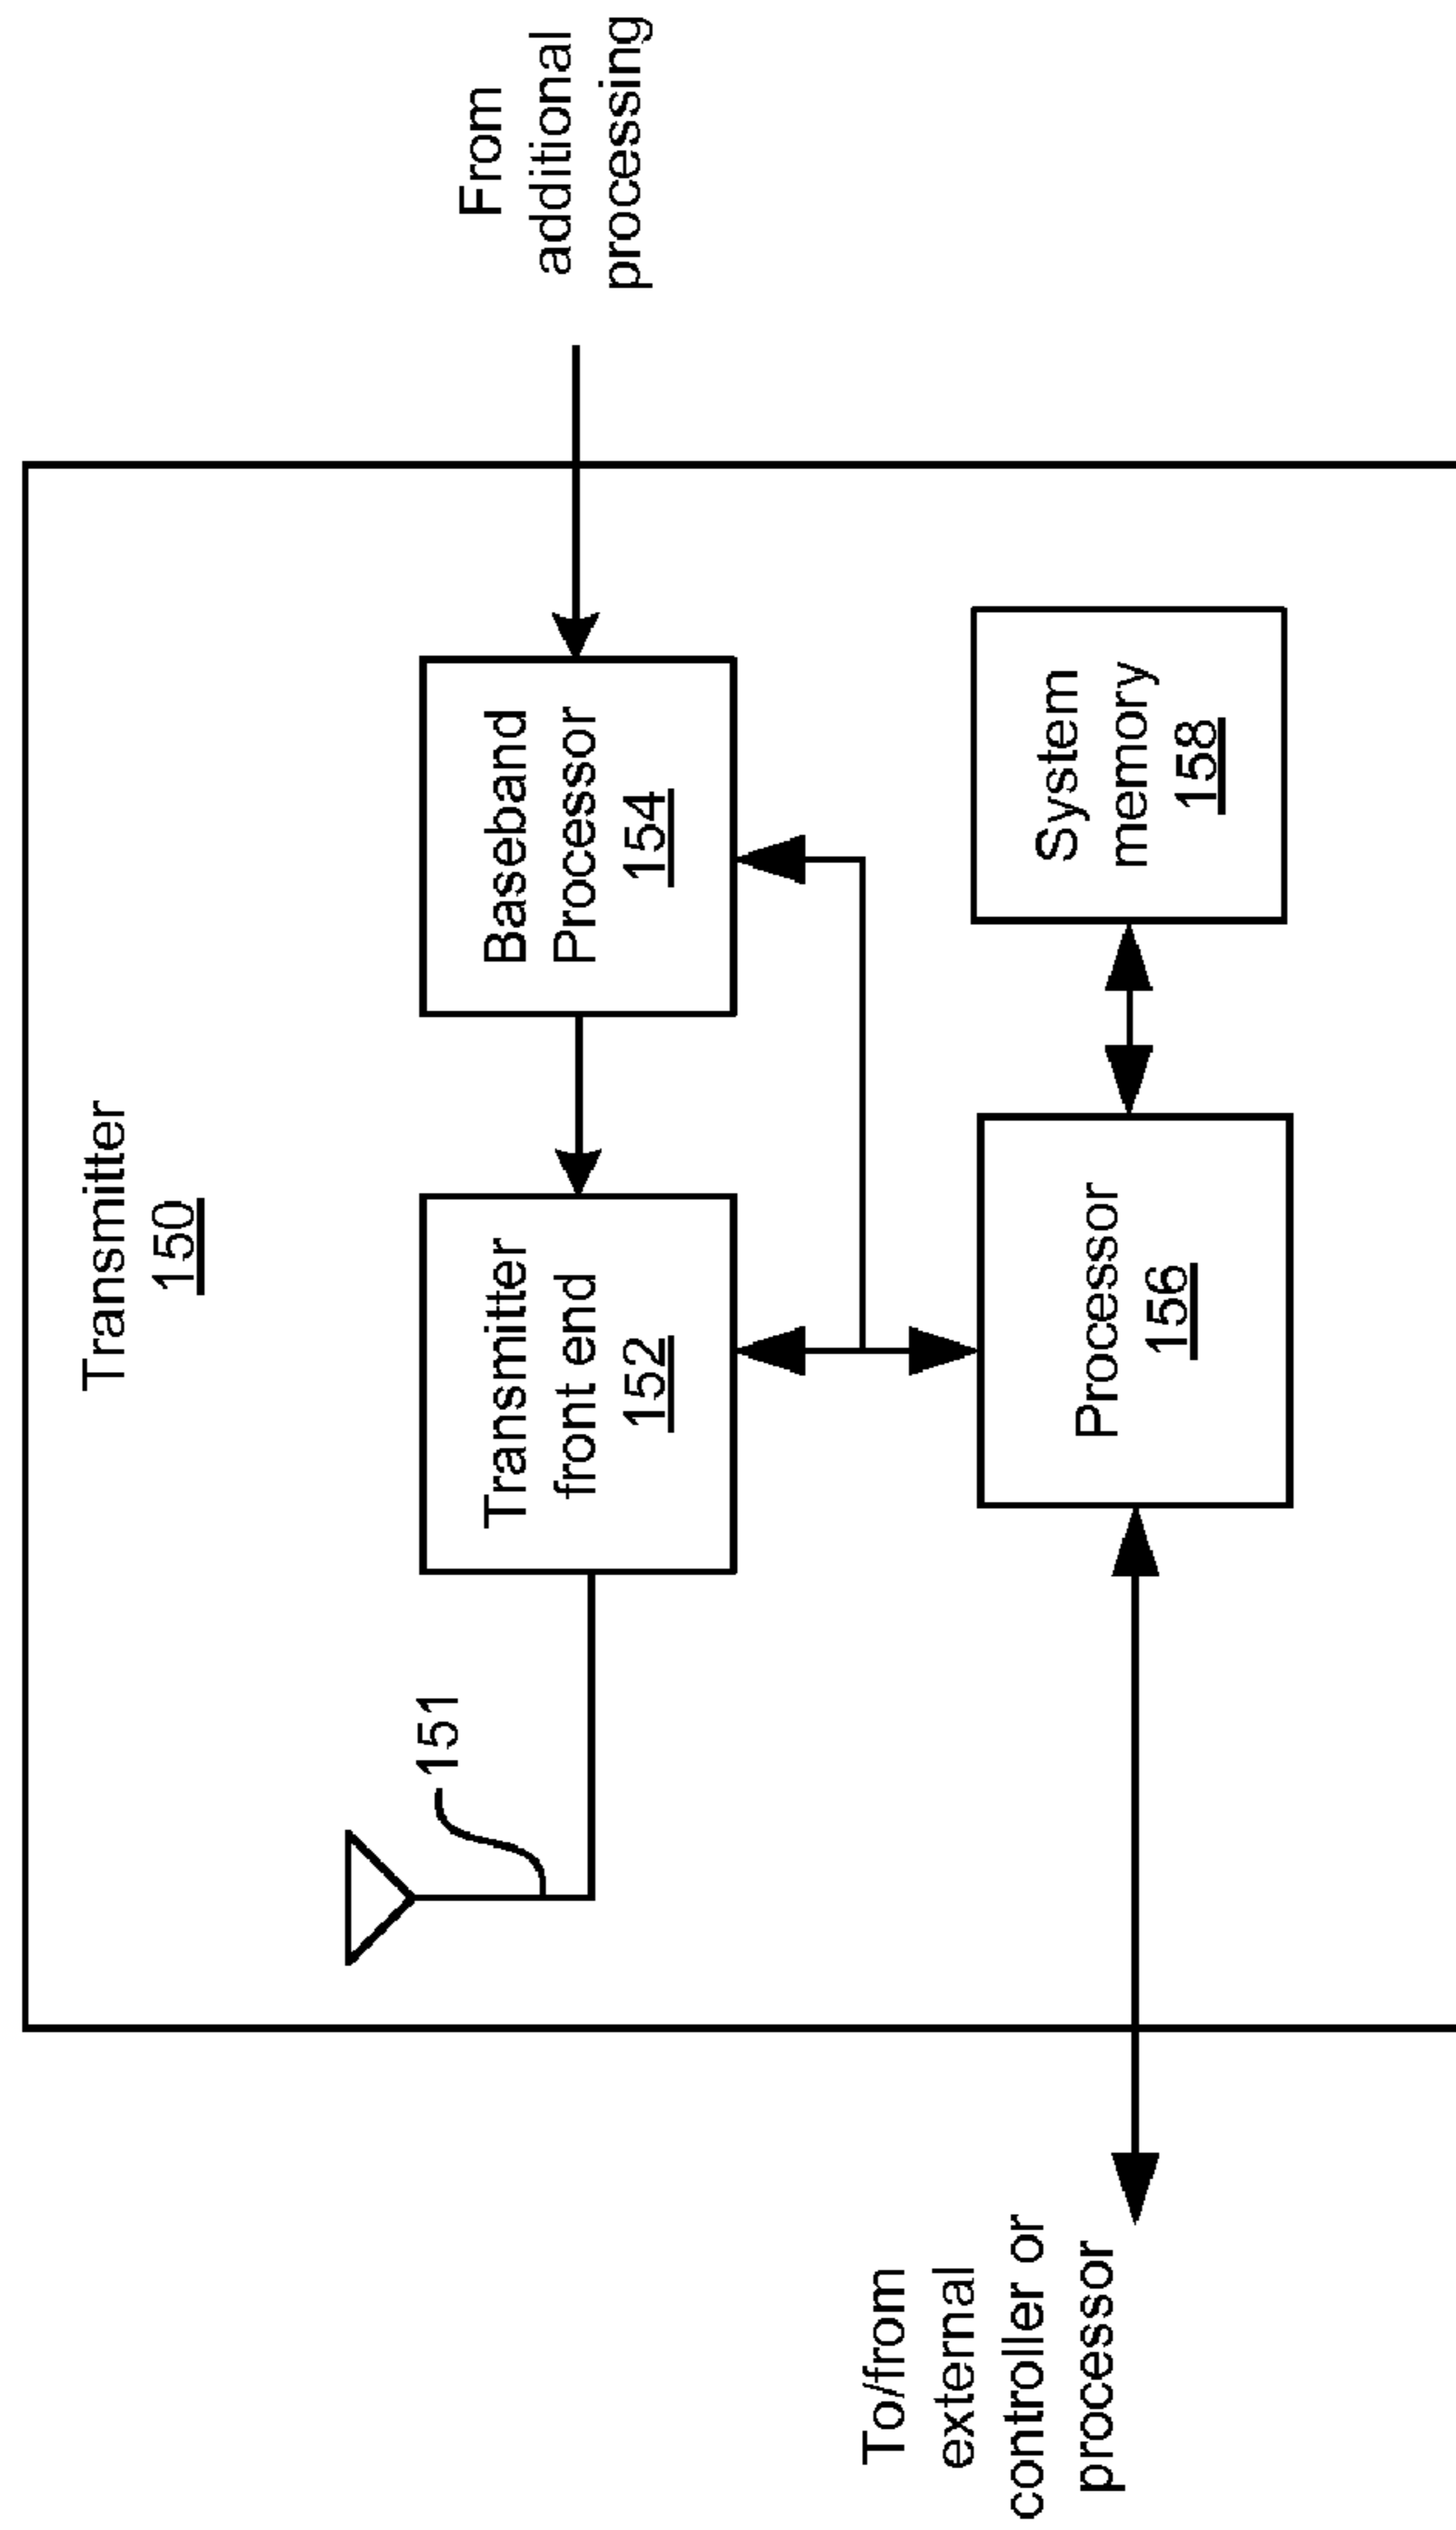 Transmitter
150
151
Transmitter
front end
152
Baseband
Processor
154
From
additional
processing
To/from
external
controller or
processor
Processor
156
System
memory
158